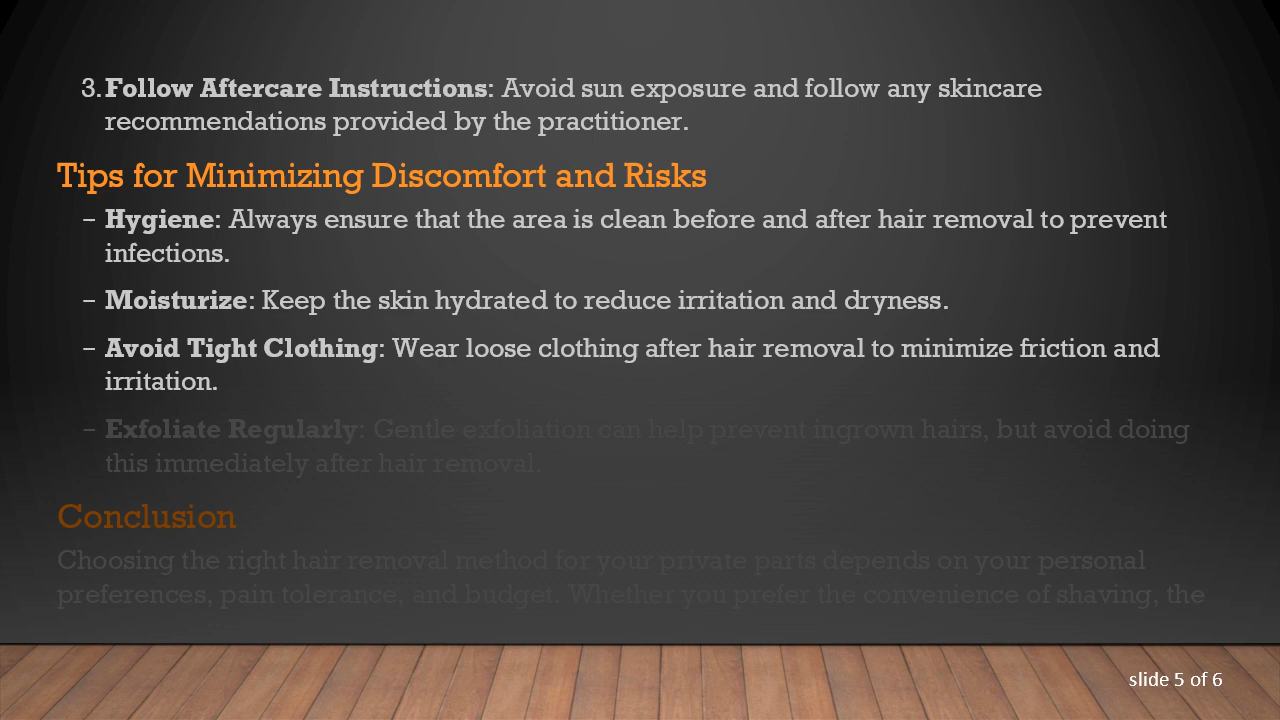 3. Follow Aftercare Instructions: Avoid sun exposure and follow any skincare
recommendations provided by the practitioner.
Tips for Minimizing Discomfort and Risks
– Hygiene: Always ensure that the area is clean before and after hair removal to prevent
infections.
– Moisturize: Keep the skin hydrated to reduce irritation and dryness.
– Avoid Tight Clothing: Wear loose clothing after hair removal to minimize friction and
irritation.
– Exfoliate Regularly: Gentle exfoliation can help prevent ingrown hairs, but avoid doing
this immediately after hair removal.
Conclusion
Choosing the right hair removal method for your private parts depends on your personal
preferences, pain tolerance, and budget. Whether you prefer the convenience of shaving, the
slide 5 of 6